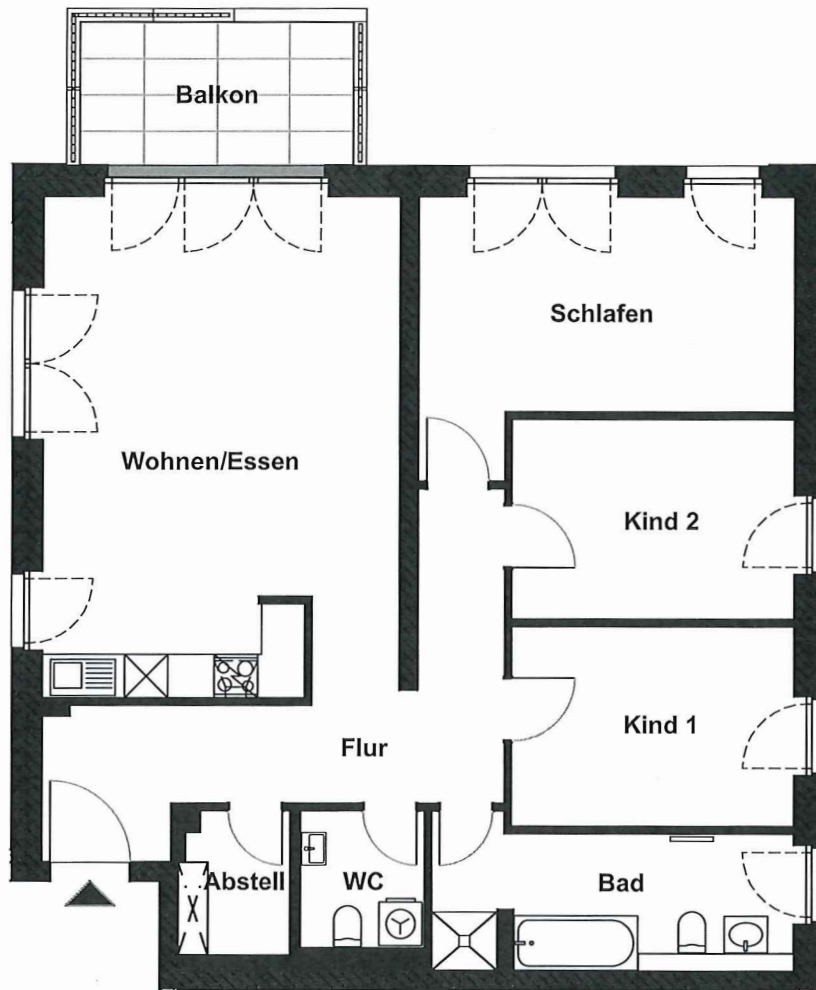 Balkon
Schlafen
Wohnen/Essen
Kind 2
Kind 1
Flur
Abstell
WC
Bad